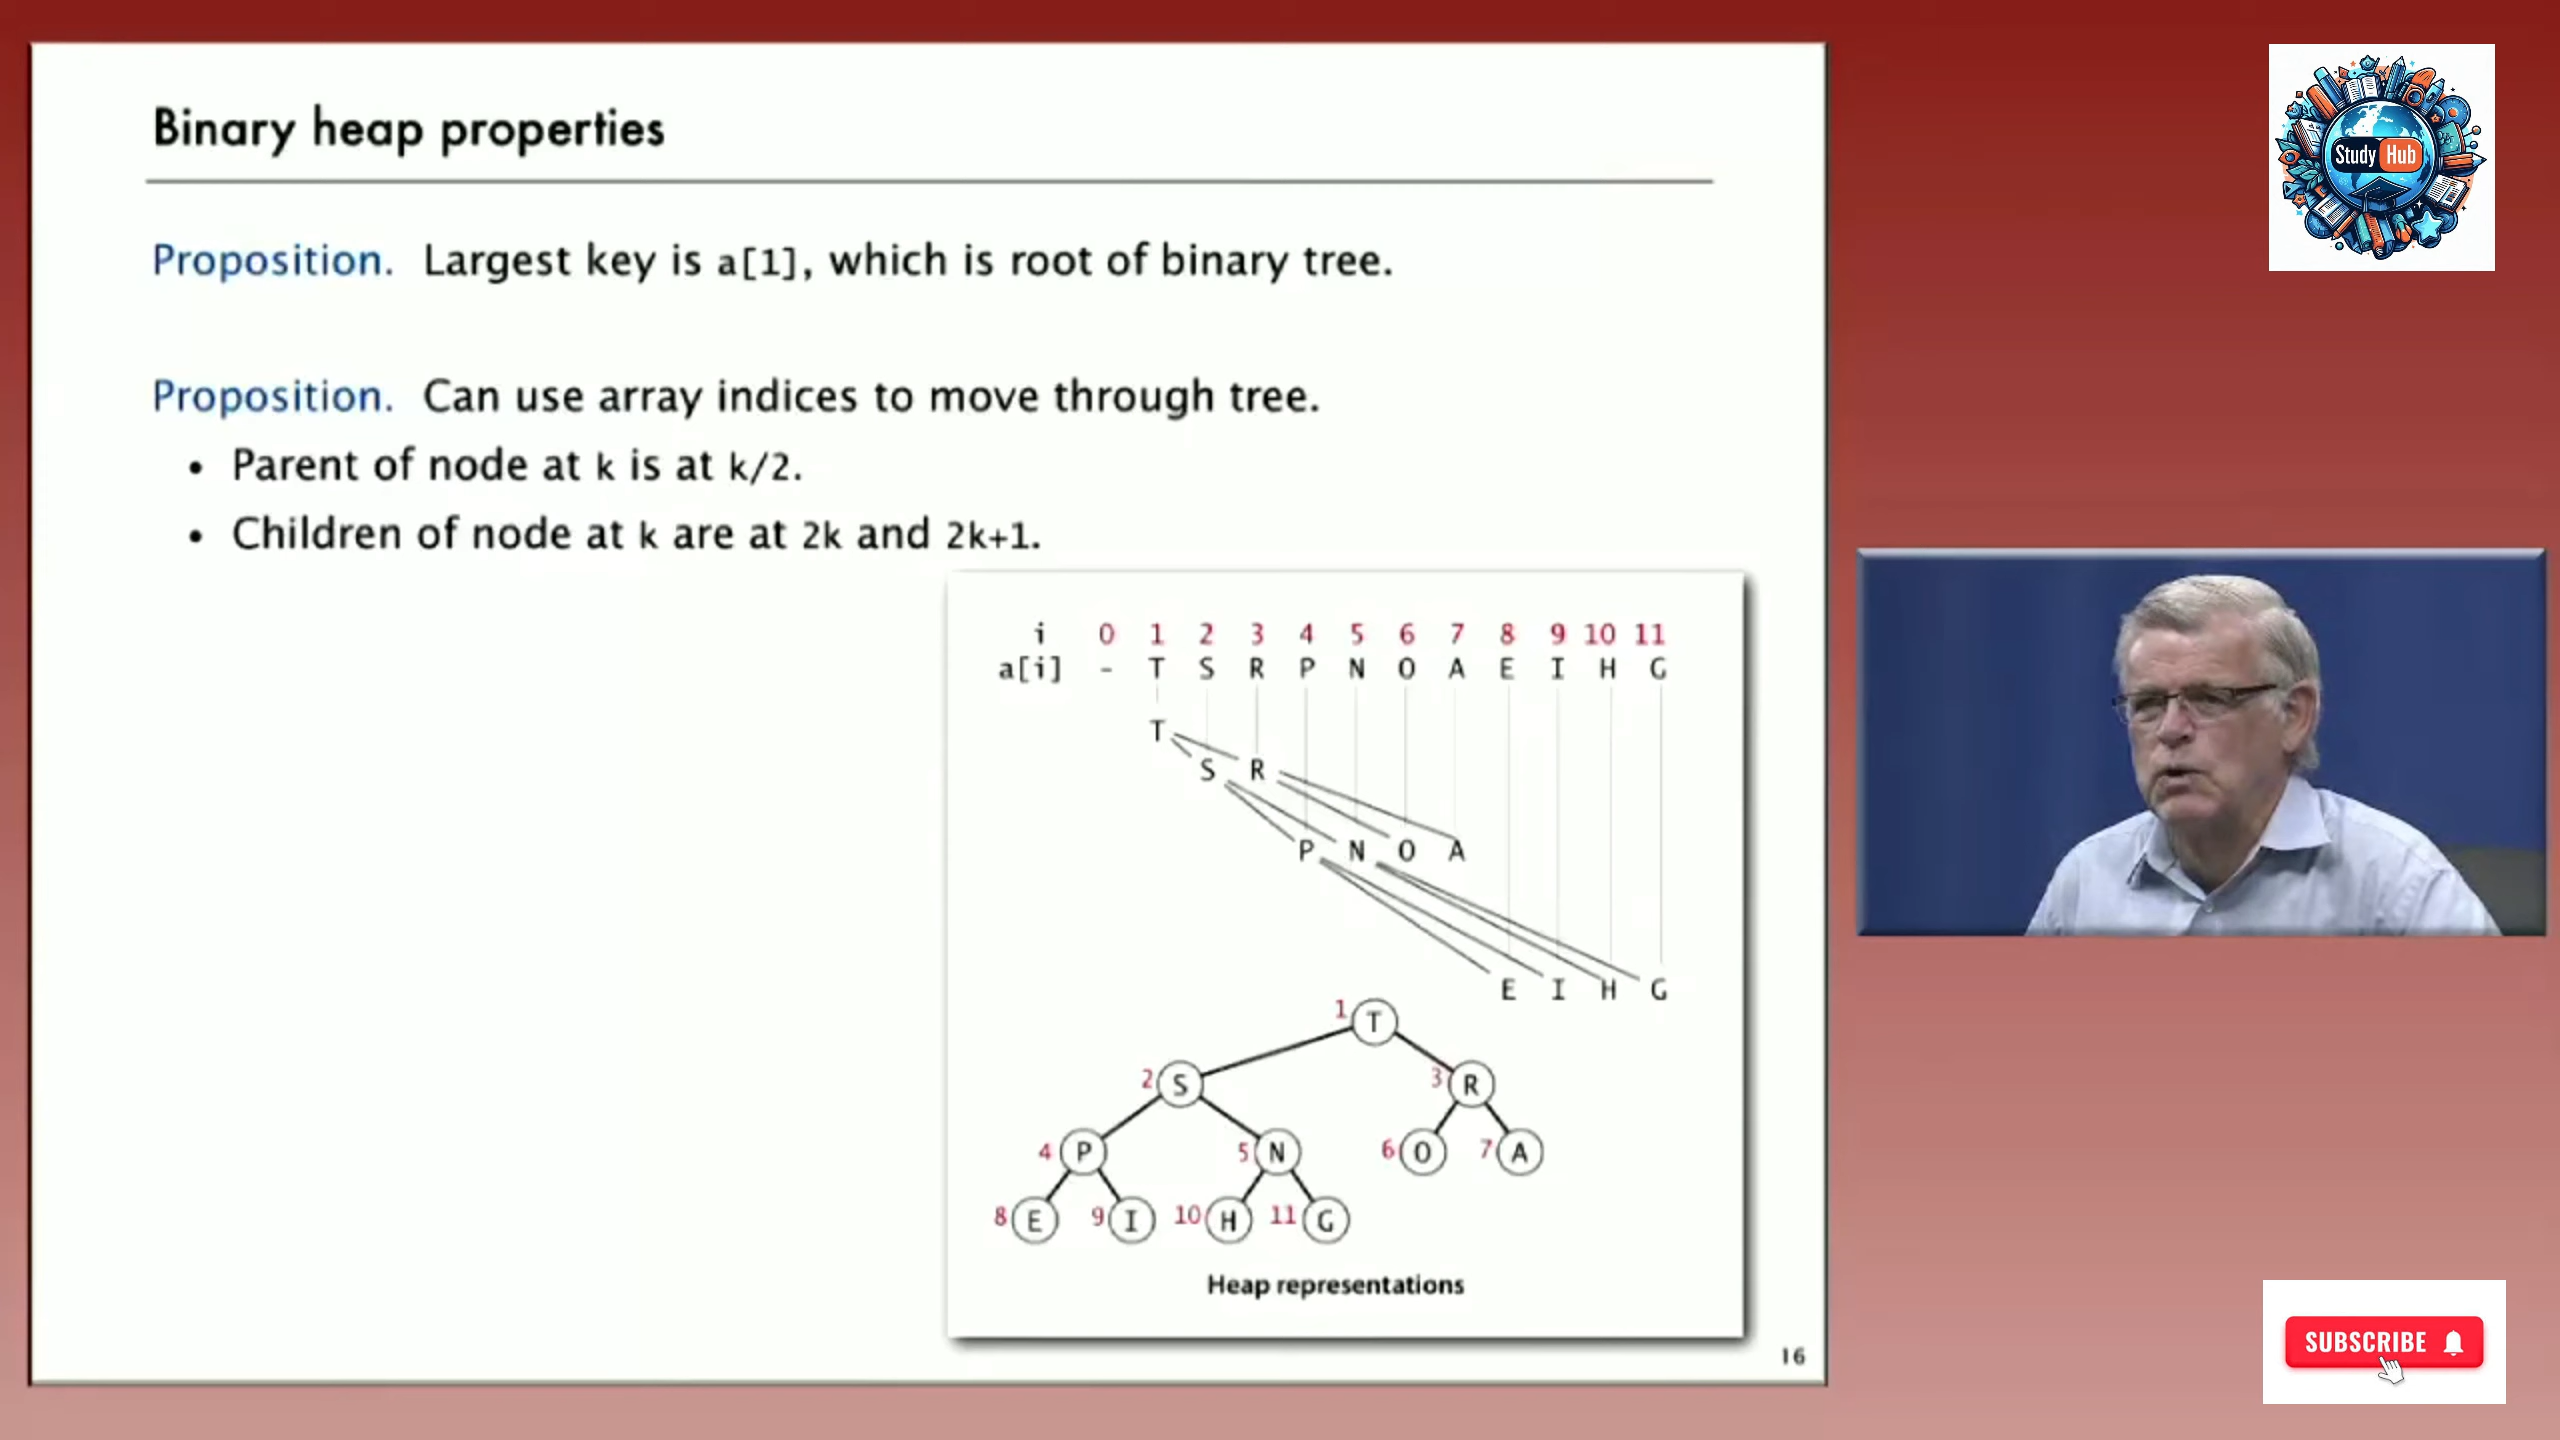 Binary heap properties
Proposition. Largest key is a[1], which is root of binary tree.
Proposition. Can use array indices to move through tree.
• Parent of node at k is at k/2.
• Children of node at k are at 2k and 2k+1.
i 0 1 2 3 4 5 6 7 8 9 10 11
a[i] - T S R P N O A E I H G
T
S R
P N O A
E I H G
1 T
2 S 3 R
4 P 5 N 6 O 7 A
8 E 9 I 10 H 11 G
Heap representations
16
Study Hub
SUBSCRIBE